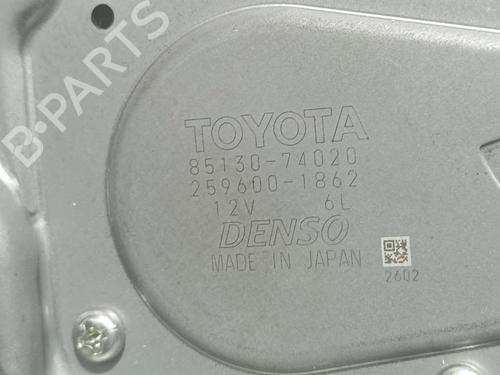 B-PARTS
TOYOTA
85130-74020
259600-1862
12V 6L
DENSO
MADE IN JAPAN
2602